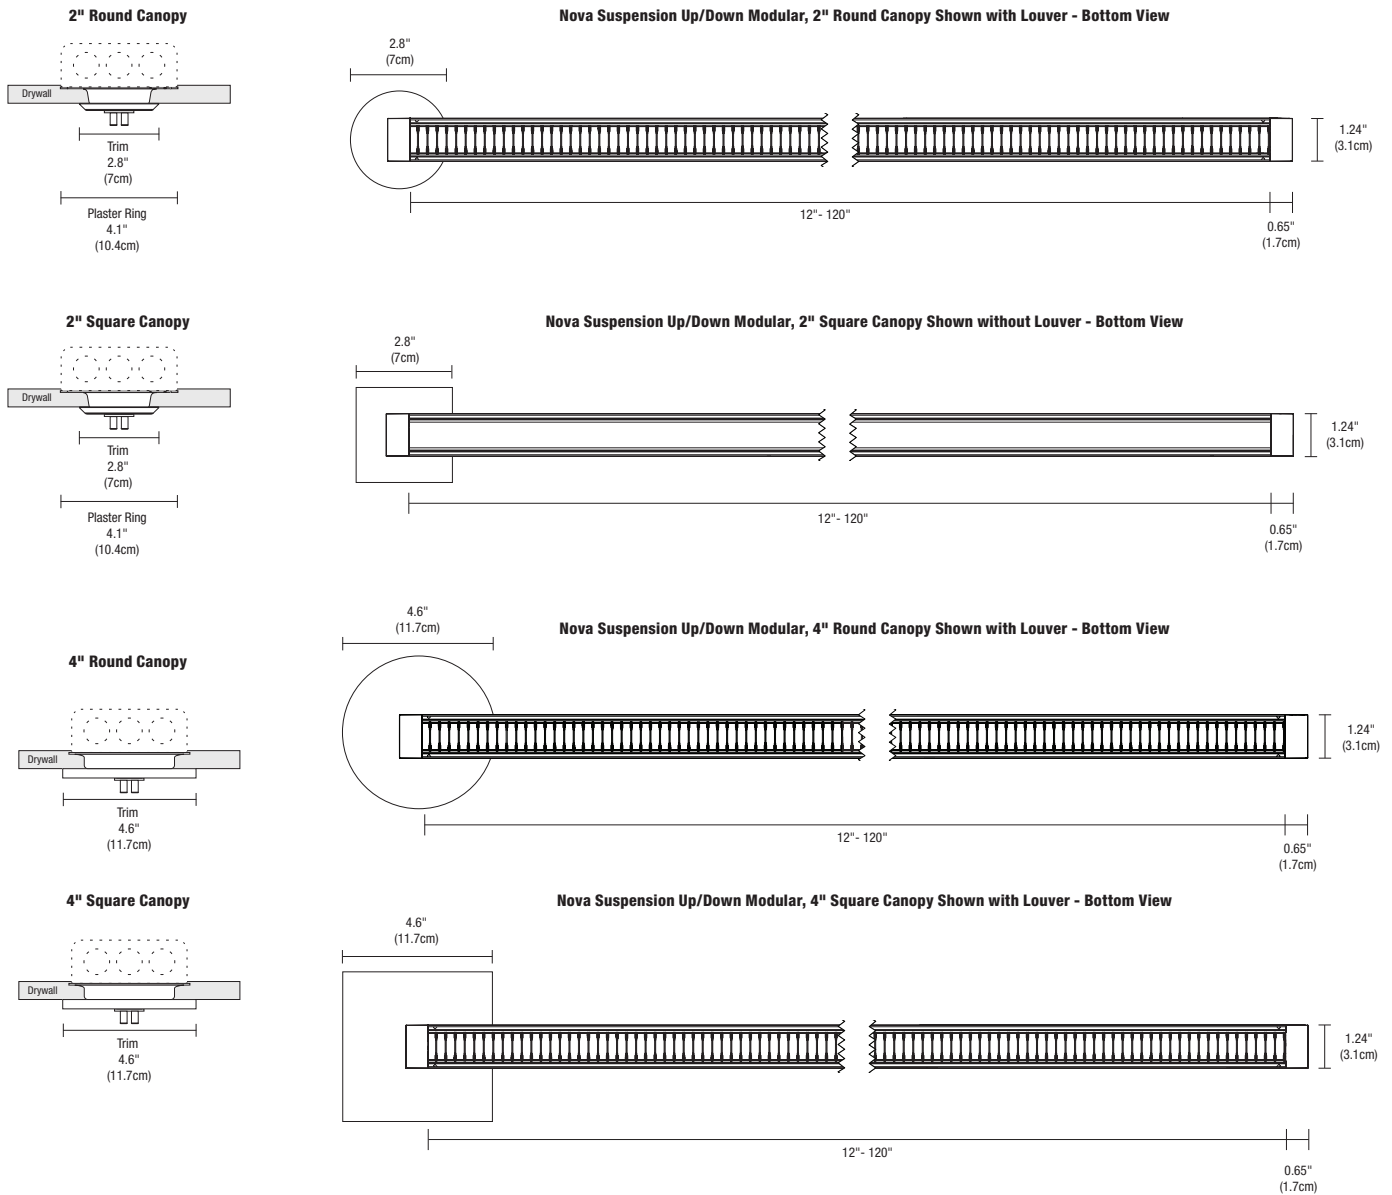 2" Round Canopy
Drywall
Trim
2.8"
(7cm)
Plaster Ring
4.1"
(10.4cm)
Nova Suspension Up/Down Modular, 2" Round Canopy Shown with Louver - Bottom View
2.8"
(7cm)
1.24"
(3.1cm)
12"- 120"
0.65"
(1.7cm)
2" Square Canopy
Drywall
Trim
2.8"
(7cm)
Plaster Ring
4.1"
(10.4cm)
Nova Suspension Up/Down Modular, 2" Square Canopy Shown without Louver - Bottom View
2.8"
(7cm)
1.24"
(3.1cm)
12"- 120"
0.65"
(1.7cm)
4" Round Canopy
Drywall
Trim
4.6"
(11.7cm)
4.6"
(11.7cm)
Nova Suspension Up/Down Modular, 4" Round Canopy Shown with Louver - Bottom View
1.24"
(3.1cm)
12"- 120"
0.65"
(1.7cm)
4" Square Canopy
Drywall
Trim
4.6"
(11.7cm)
Nova Suspension Up/Down Modular, 4" Square Canopy Shown with Louver - Bottom View
4.6"
(11.7cm)
1.24"
(3.1cm)
12"- 120"
0.65"
(1.7cm)